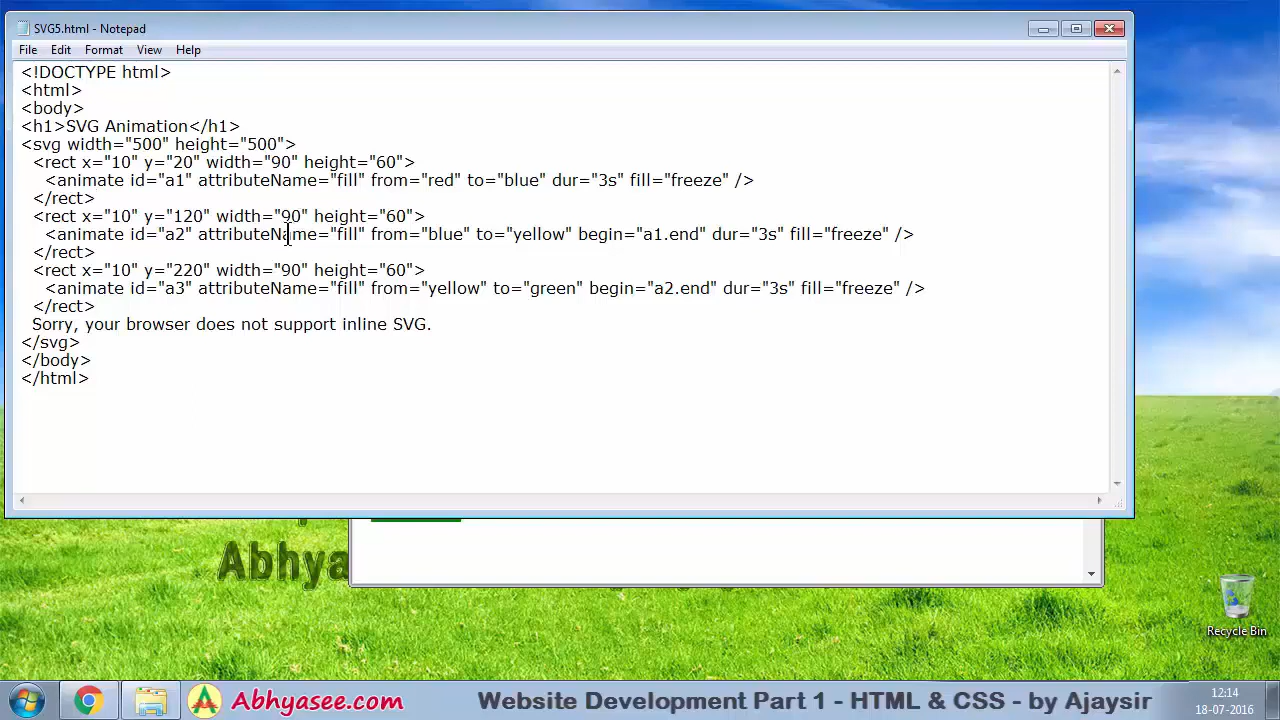 SVG5.html - Notepad
File Edit Format View Help
<!DOCTYPE html>
<html>
<body>
<h1>SVG Animation</h1>
<svg width="500" height="500">
<rect x="10" y="20" width="90" height="60">
<animate id="a1" attributeName="fill" from="red" to="blue" dur="3s" fill="freeze" />
</rect>
<rect x="10" y="120" width="90" height="60">
<animate id="a2" attributeName="fill" from="blue" to="yellow" begin="a1.end" dur="3s" fill="freeze" />
</rect>
<rect x="10" y="220" width="90" height="60">
<animate id="a3" attributeName="fill" from="yellow" to="green" begin="a2.end" dur="3s" fill="freeze" />
</rect>
Sorry, your browser does not support inline SVG.
</svg>
</body>
</html>
Abhya
Recycle Bin
Abhyasee.com
Website Development Part 1 - HTML & CSS - by Ajaysir
12:14
18-07-2016